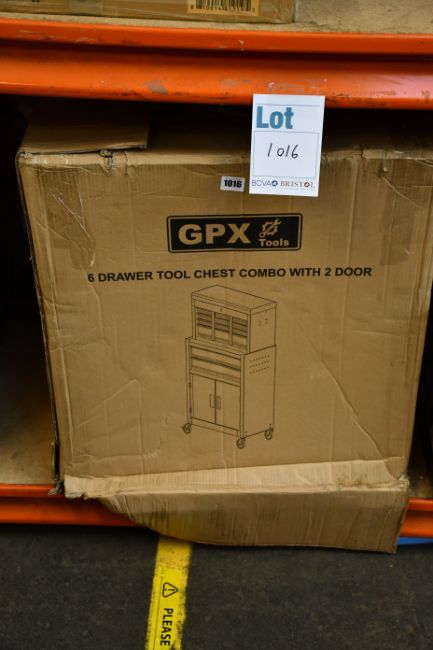 Lot
1016
1016
BCVA BRISTOL
GPX
Tools
6 DRAWER TOOL CHEST COMBO WITH 2 DOOR
PLEASE